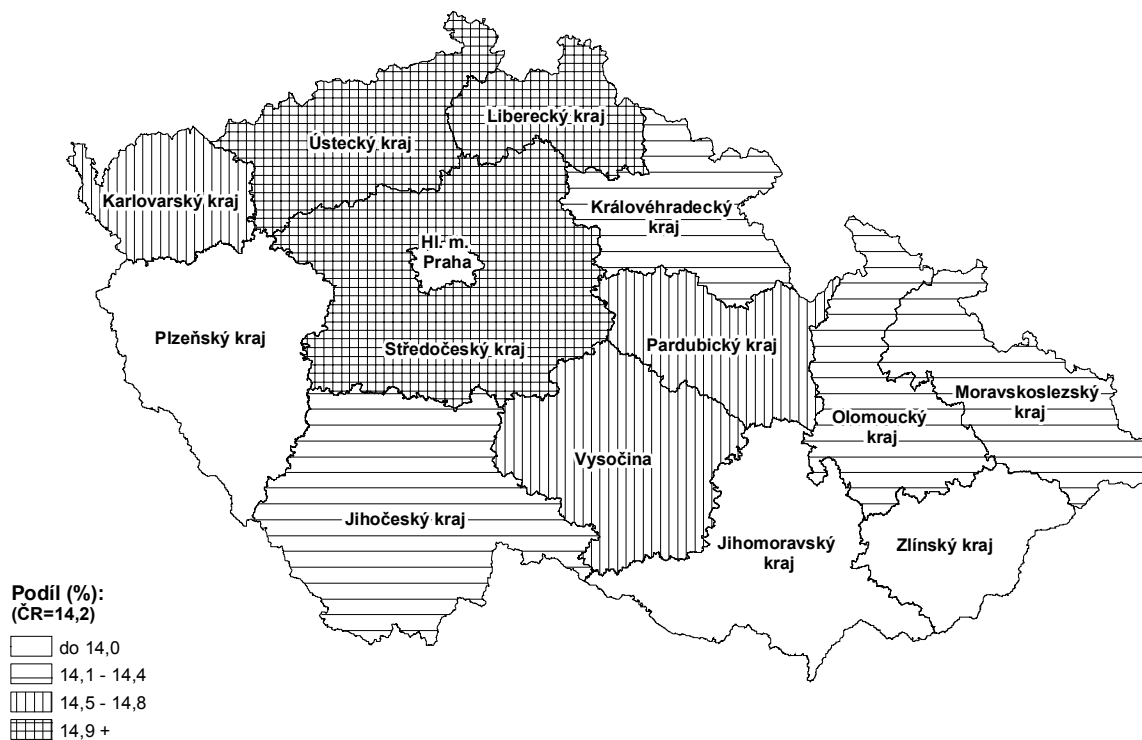 Liberecký kraj
Ústecký kraj
Karlovarský kraj
Královéhradecký
kraj
Hl. m.
Praha
Plzeňský kraj
Středočeský kraj
Pardubický kraj
Moravskoslezský
kraj
Olomoucký
kraj
Vysočina
Jihočeský kraj
Jihomoravský
kraj
Zlínský kraj
Podíl (%):
(ČR=14,2)
do 14,0
14,1 - 14,4
14,5 - 14,8
14,9 +